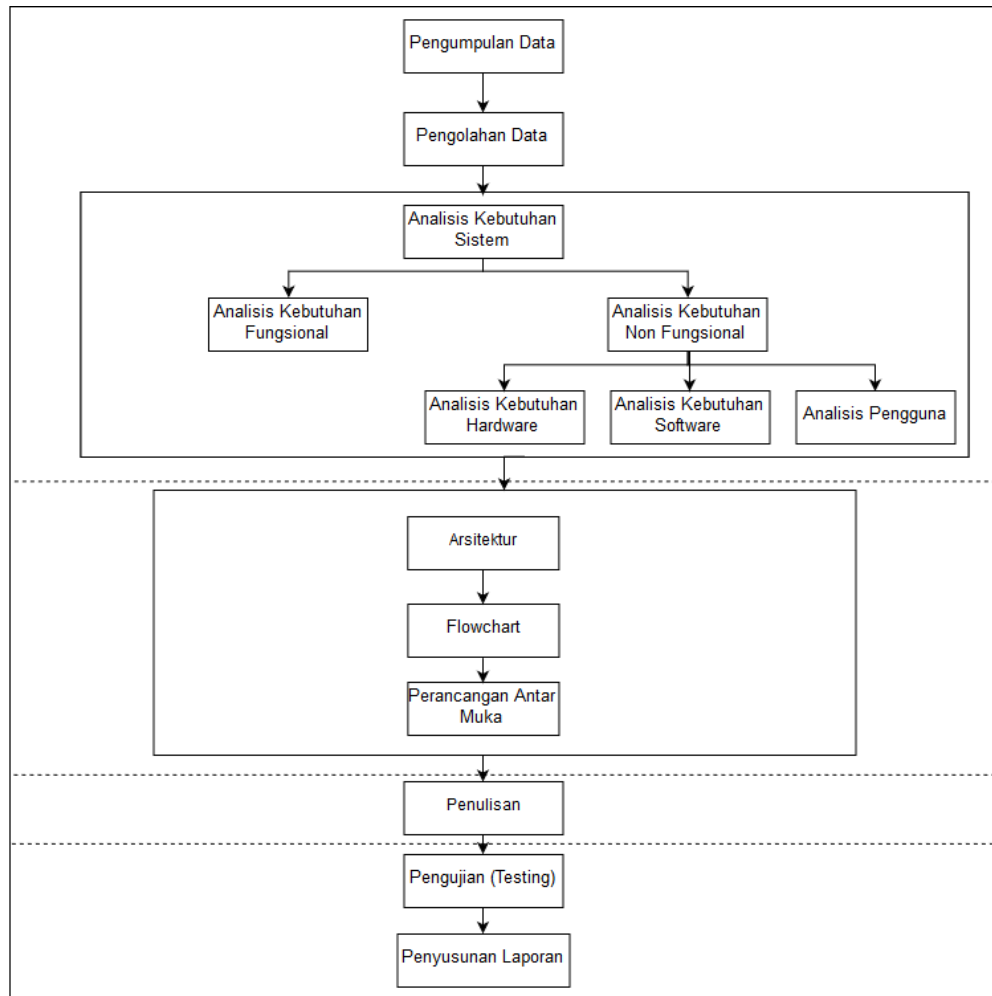 Pengumpulan Data
Pengolahan Data
Analisis Kebutuhan
Sistem
Analisis Kebutuhan
Fungsional
Analisis Kebutuhan
Non Fungsional
Analisis Kebutuhan
Hardware
Analisis Kebutuhan
Software
Analisis Pengguna
Arsitektur
Flowchart
Perancangan Antar
Muka
Penulisan
Pengujian (Testing)
Penyusunan Laporan